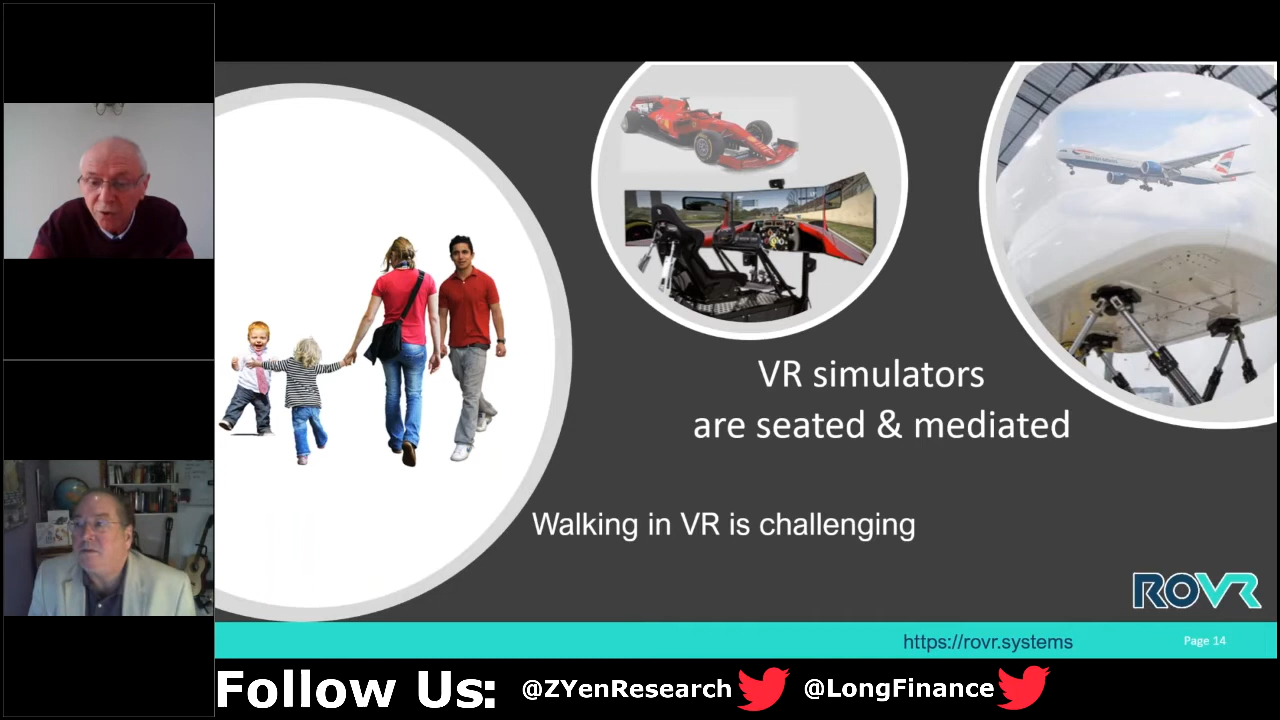 VR simulators
are seated & mediated
Walking in VR is challenging
ROVR
https://rovr.systems
Page 14
Follow Us: @ZYenResearch @LongFinance